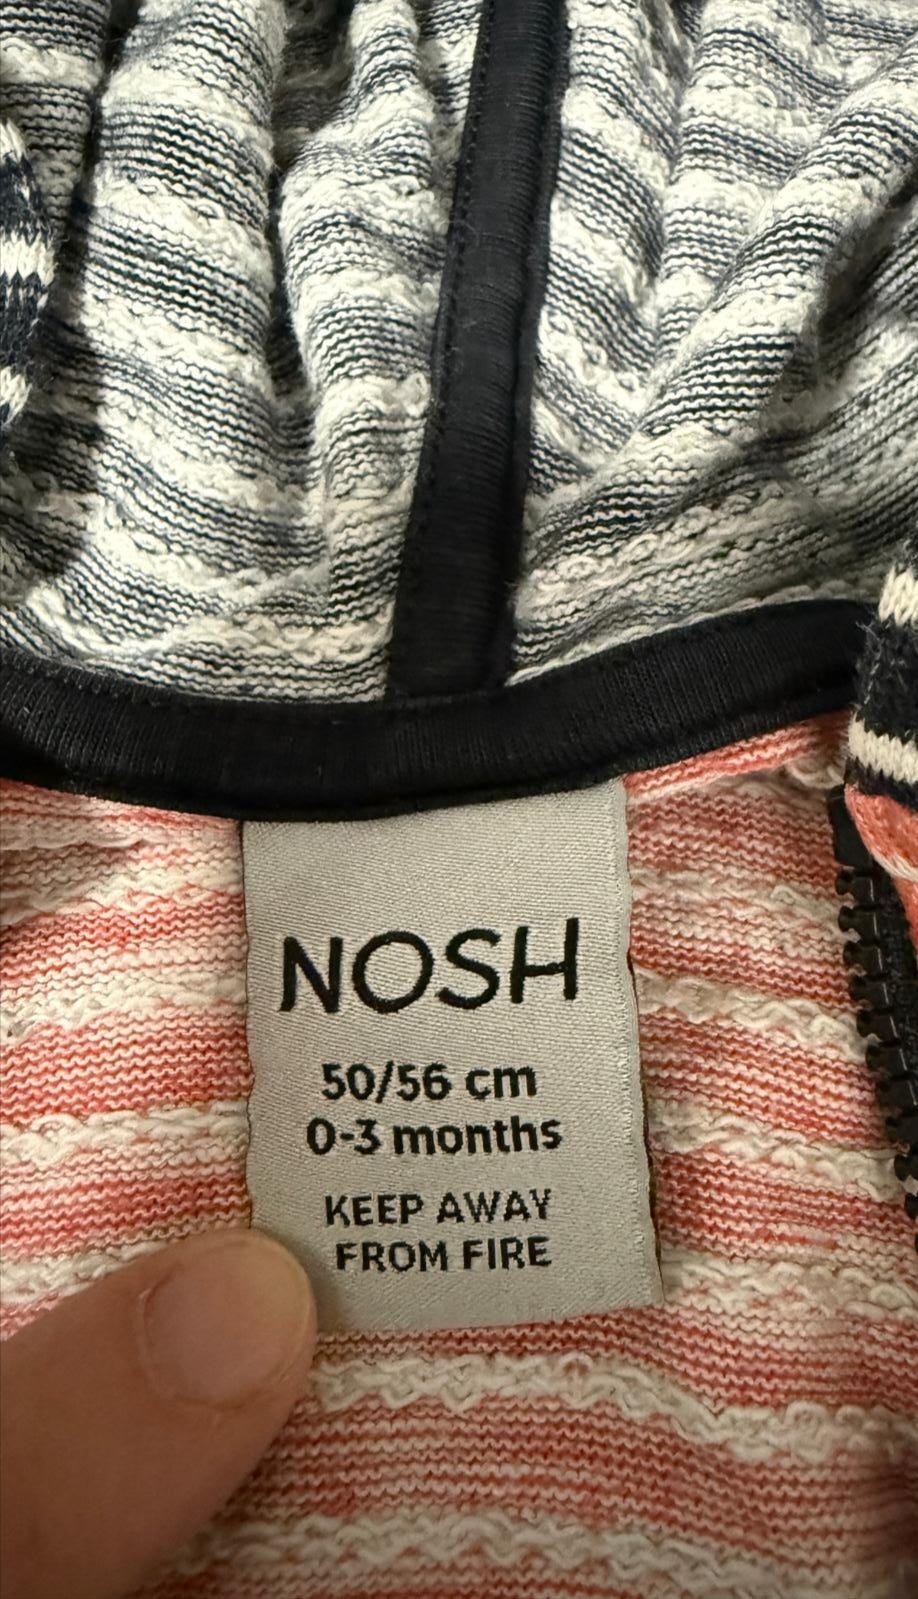 NOSH
50/56 cm
0-3 months
KEEP AWAY
FROM FIRE